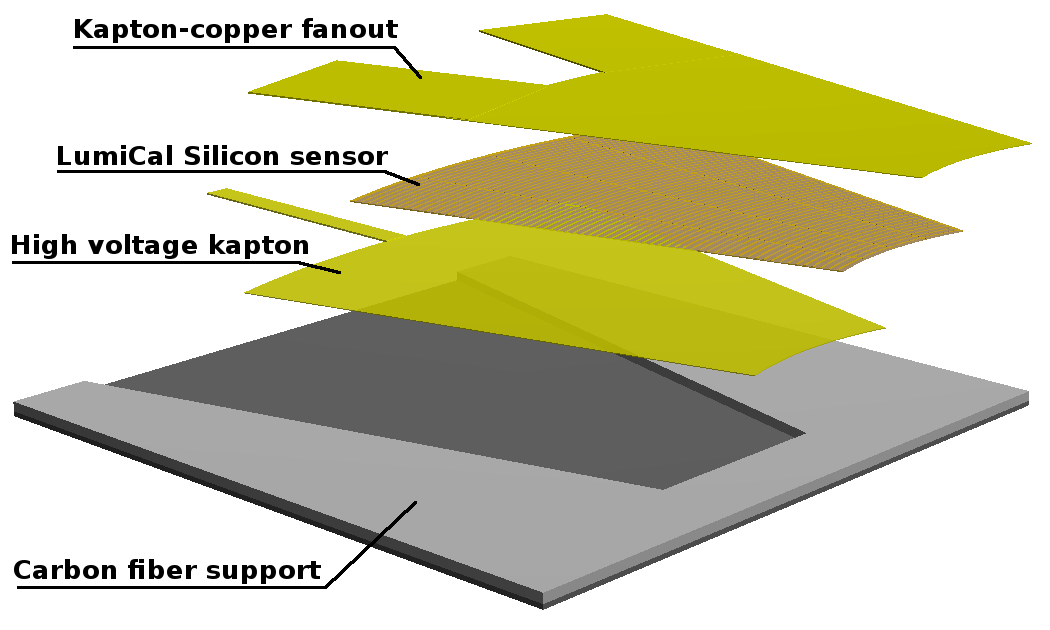 Kapton-copper fanout
LumiCal Silicon sensor
High voltage kapton
Carbon fiber support